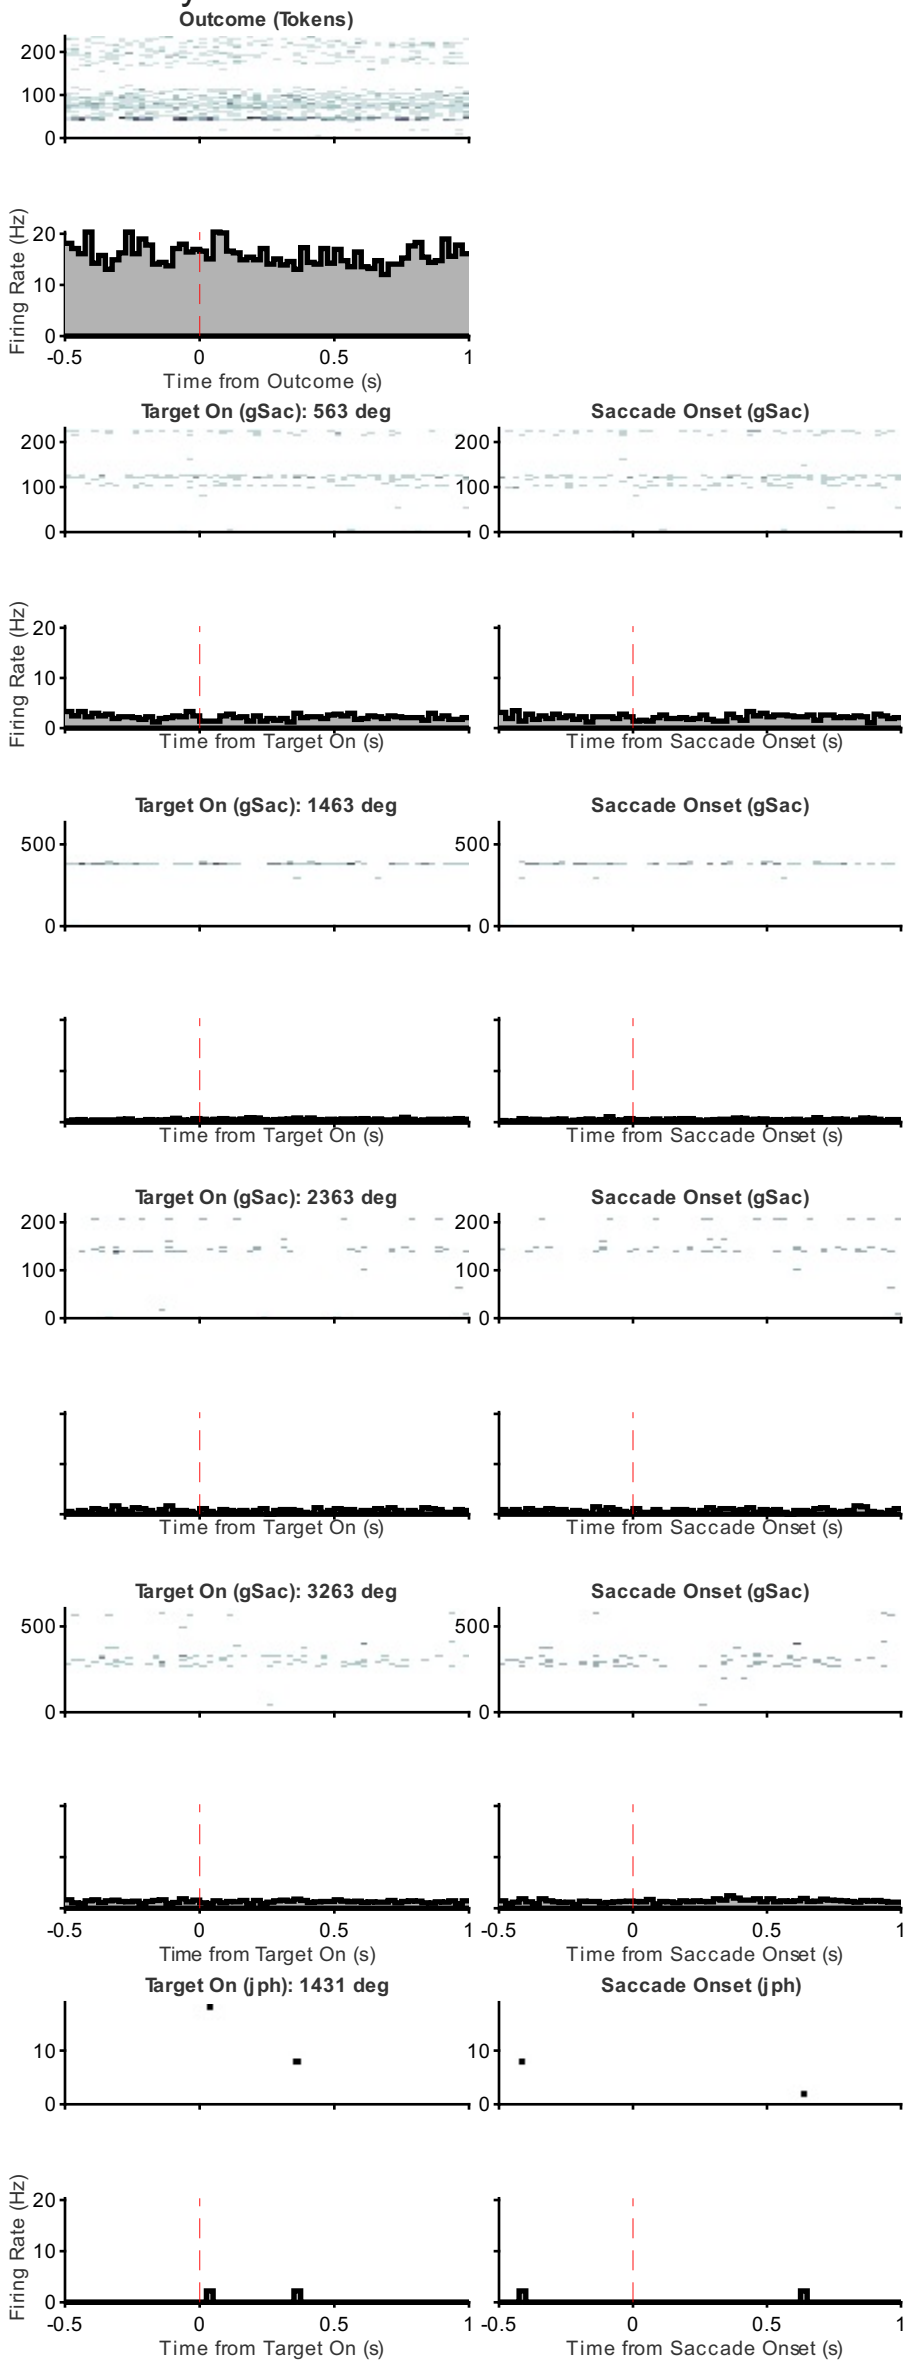 Outcome (Tokens)
200
100
0
Firing Rate (Hz)
20
10
0
-0.5 0 0.5 1
Time from Outcome (s)
Target On (gSac): 563 deg Saccade Onset (gSac)
200 200
100 100
0 0
Firing Rate (Hz)
20
10
0
Time from Target On (s) Time from Saccade Onset (s)
Target On (gSac): 1463 deg Saccade Onset (gSac)
500 500
0 0
Time from Target On (s) Time from Saccade Onset (s)
Target On (gSac): 2363 deg Saccade Onset (gSac)
200 200
100 100
0 0
Time from Target On (s) Time from Saccade Onset (s)
Target On (gSac): 3263 deg Saccade Onset (gSac)
500 500
0 0
-0.5 0 0.5 1 -0.5 0 0.5 1
Time from Target On (s) Time from Saccade Onset (s)
Target On (jph): 1431 deg Saccade Onset (jph)
10 10
0 0
Firing Rate (Hz)
20
10
0
-0.5 0 0.5 1 -0.5 0 0.5 1
Time from Target On (s) Time from Saccade Onset (s)